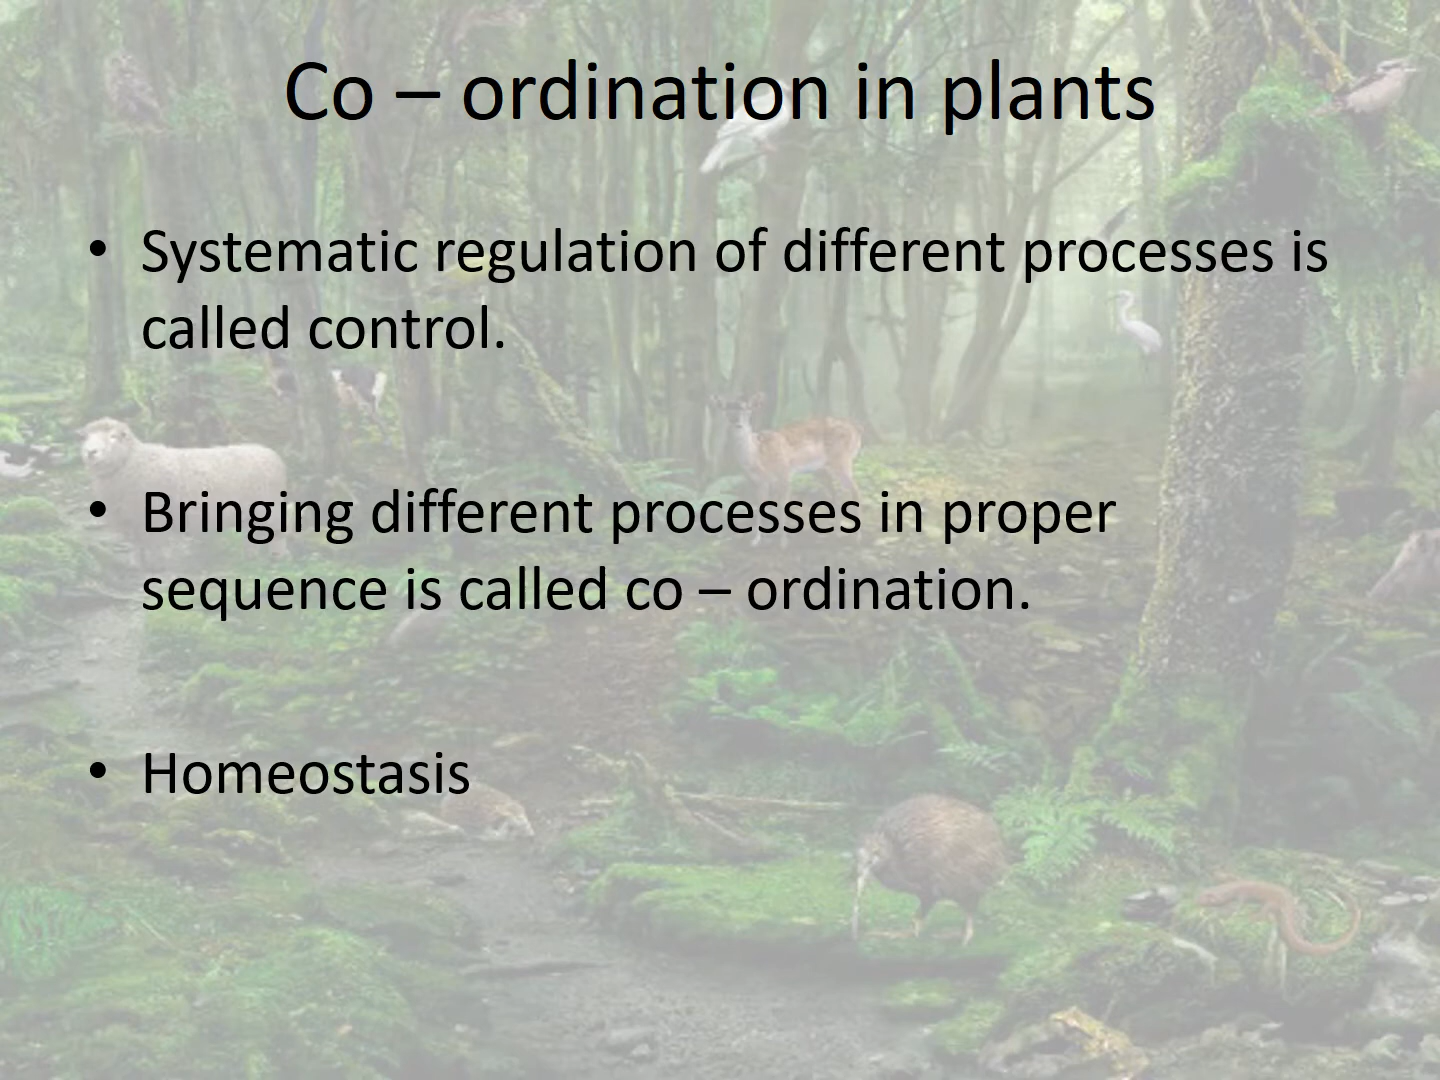 Co – ordination in plants
• Systematic regulation of different processes is
called control.
• Bringing different processes in proper
sequence is called co – ordination.
• Homeostasis